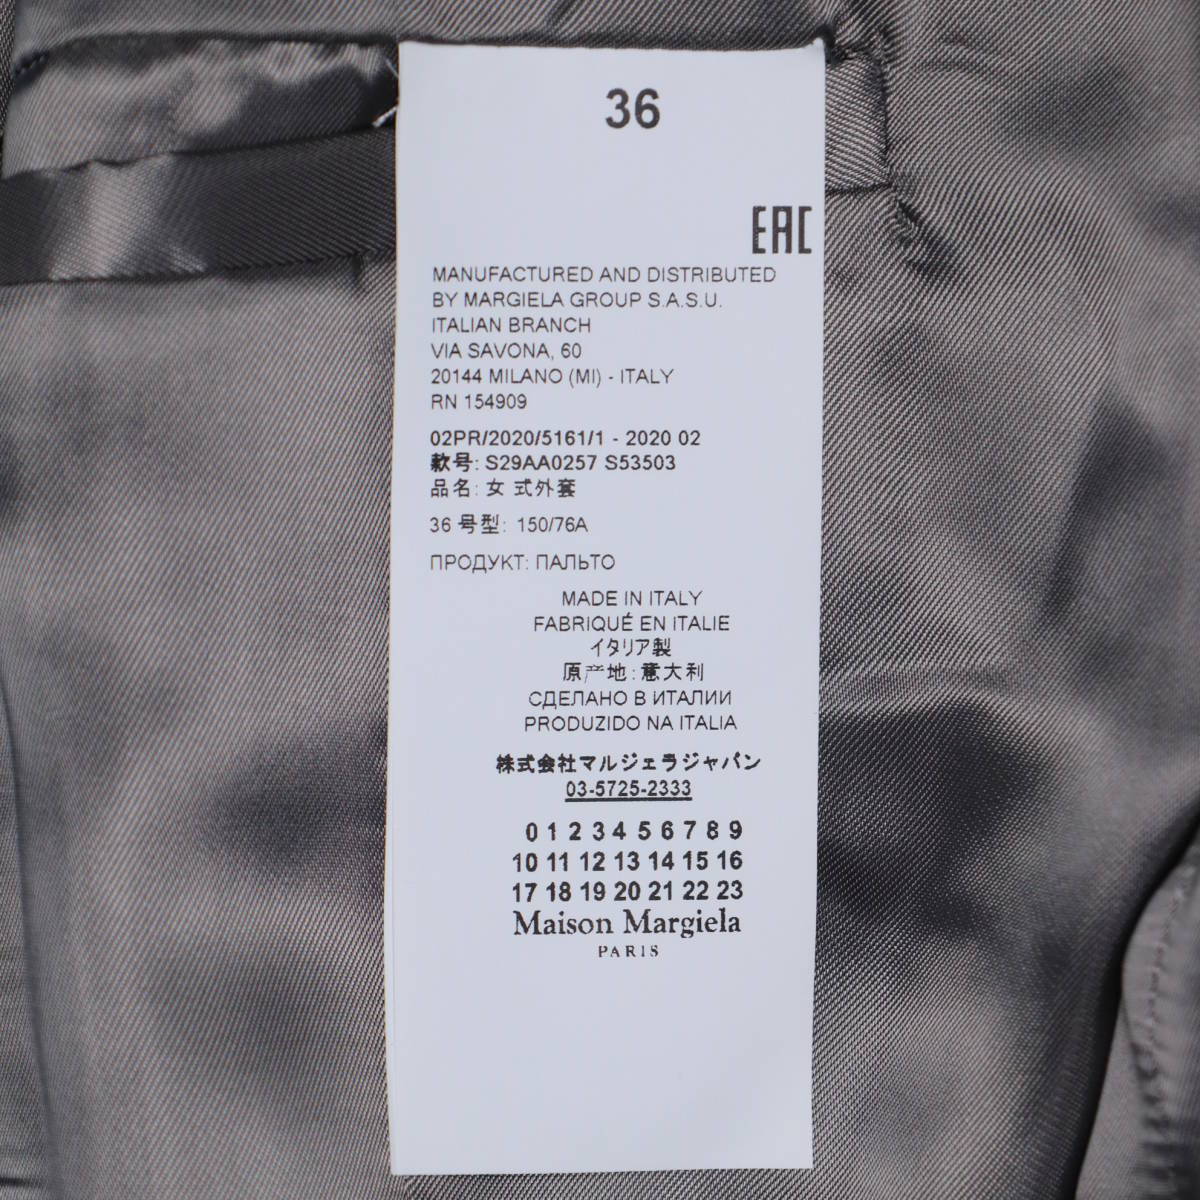 36
EAC
MANUFACTURED AND DISTRIBUTED
BY MARGIELA GROUP S.A.S.U.
ITALIAN BRANCH
VIA SAVONA, 60
20144 MILANO (MI) - ITALY
RN 154909
02PR/2020/5161/1 - 2020 02
款号: S29AA0257 S53503
品名: 女 式外套
36 号型: 150/76A
ПРОДУКТ: ПАЛЬТО
MADE IN ITALY
FABRIQUÉ EN ITALIE
イタリア製
原产地: 意大利
СДЕЛАНО В ИТАЛИИ
PRODUZIDO NA ITALIA
株式会社マルジェラジャパン
03-5725-2333
0 1 2 3 4 5 6 7 8 9
10 11 12 13 14 15 16
17 18 19 20 21 22 23
Maison Margiela
PARIS